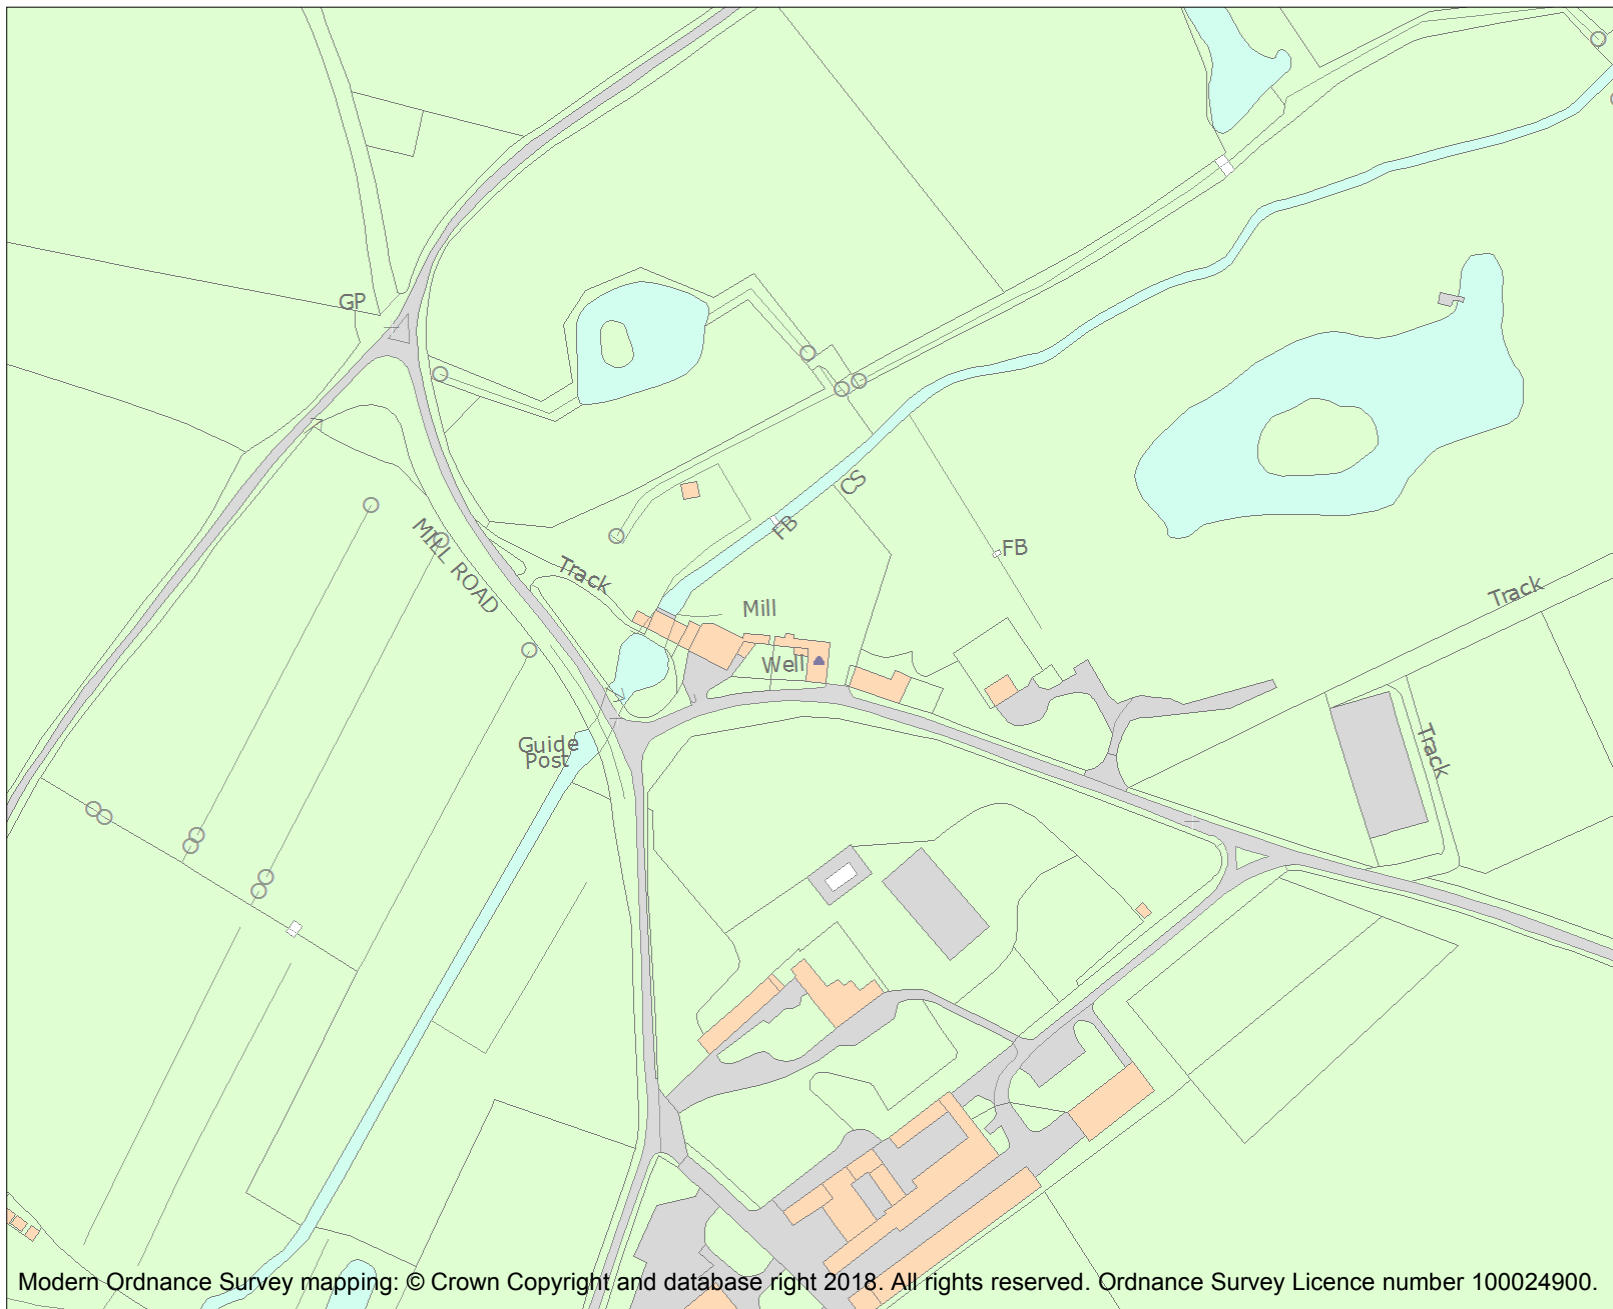 GP
CS
FB
MILL ROAD
FB
Track
Track
Mill
Well
Guide
Post
Track
Modern Ordnance Survey mapping: © Crown Copyright and database right 2018. All rights reserved. Ordnance Survey Licence number 100024900.